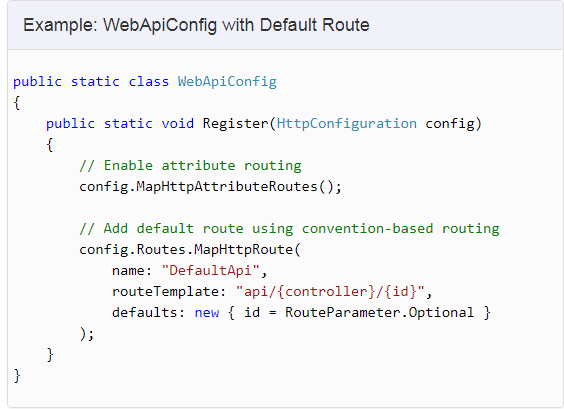 Example: WebApiConfig with Default Route
public static class WebApiConfig
{
    public static void Register(HttpConfiguration config)
    {
        // Enable attribute routing
        config.MapHttpAttributeRoutes();

        // Add default route using convention-based routing
        config.Routes.MapHttpRoute(
            name: "DefaultApi",
            routeTemplate: "api/{controller}/{id}",
            defaults: new { id = RouteParameter.Optional }
        );
    }
}